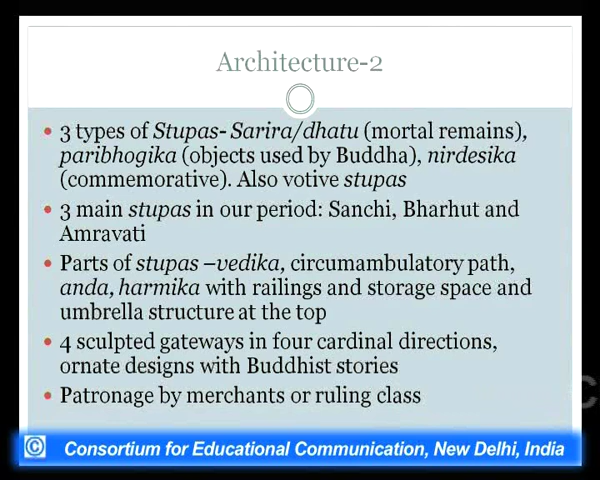 Architecture-2
• 3 types of Stupas- Sarira/dhatu (mortal remains),
paribhogika (objects used by Buddha), nirdesika
(commemorative). Also votive stupas
• 3 main stupas in our period: Sanchi, Bharhut and
Amravati
• Parts of stupas –vedika, circumambulatory path,
anda, harmika with railings and storage space and
umbrella structure at the top
• 4 sculpted gateways in four cardinal directions,
ornate designs with Buddhist stories
• Patronage by merchants or ruling class
C
© Consortium for Educational Communication, New Delhi, India